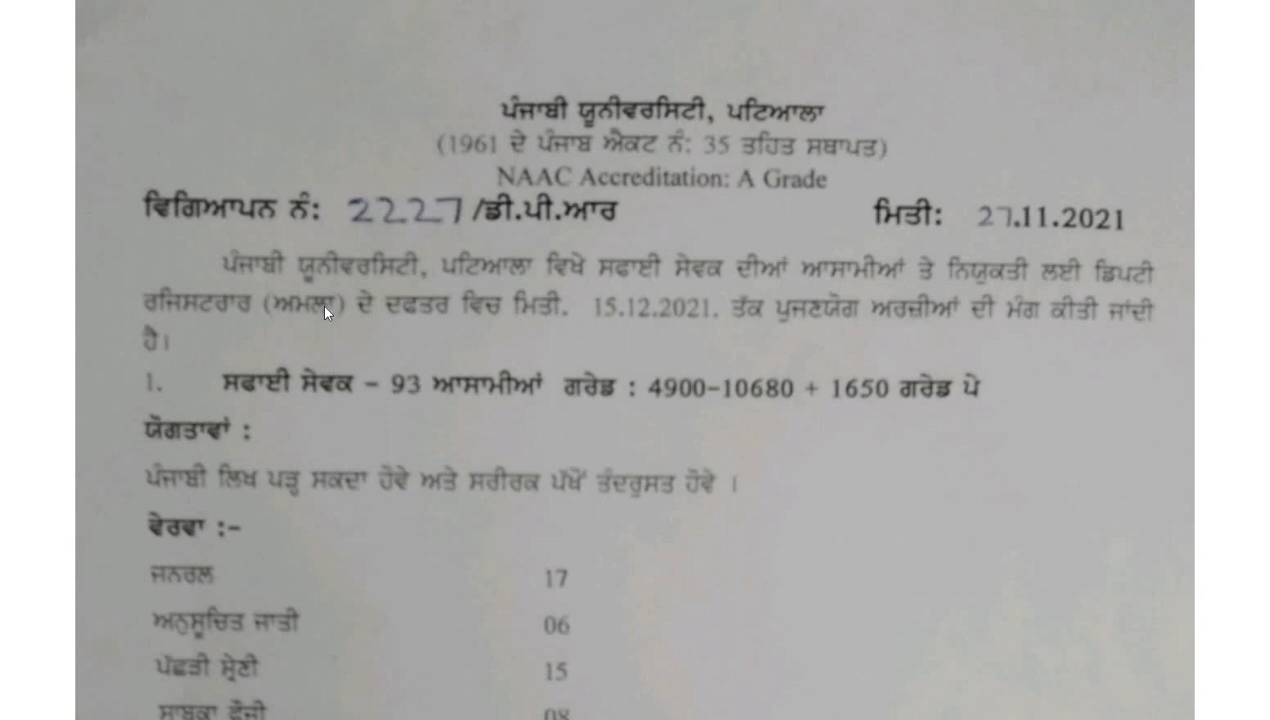 ਪੰਜਾਬੀ ਯੂਨੀਵਰਸਿਟੀ, ਪਟਿਆਲਾ
(1961 ਦੇ ਪੰਜਾਬ ਐਕਟ ਨੰ: 35 ਤਹਿਤ ਸਥਾਪਤ)
NAAC Accreditation: A Grade
ਵਿਗਿਆਪਨ ਨੰ: 2227/ਡੀ.ਪੀ.ਆਰ ਮਿਤੀ: 27.11.2021
ਪੰਜਾਬੀ ਯੂਨੀਵਰਸਿਟੀ, ਪਟਿਆਲਾ ਵਿਖੇ ਸਫਾਈ ਸੇਵਕ ਦੀਆਂ ਆਸਾਮੀਆਂ ਤੇ ਨਿਯੁਕਤੀ ਲਈ ਡਿਪਟੀ
ਰਜਿਸਟਰਾਰ (ਅਮਲਾ) ਦੇ ਦਫਤਰ ਵਿਚ ਮਿਤੀ. 15.12.2021. ਤੱਕ ਪੁਜਣਯੋਗ ਅਰਜ਼ੀਆਂ ਦੀ ਮੰਗ ਕੀਤੀ ਜਾਂਦੀ
ਹੈ।
1. ਸਫਾਈ ਸੇਵਕ – 93 ਆਸਾਮੀਆਂ ਗਰੇਡ : 4900-10680 + 1650 ਗਰੇਡ ਪੇ
ਯੋਗਤਾਵਾਂ :
ਪੰਜਾਬੀ ਲਿਖ ਪੜ੍ਹ ਸਕਦਾ ਹੋਵੇ ਅਤੇ ਸਰੀਰਕ ਪੱਖੋਂ ਤੰਦਰੁਸਤ ਹੋਵੇ ।
ਵੇਰਵਾ :-
ਜਨਰਲ 17
ਅਨੁਸੂਚਿਤ ਜਾਤੀ 06
ਪੱਛੜੀ ਸ੍ਰੇਣੀ 15
ਸਾਬਕਾ ਫੌਜੀ 08